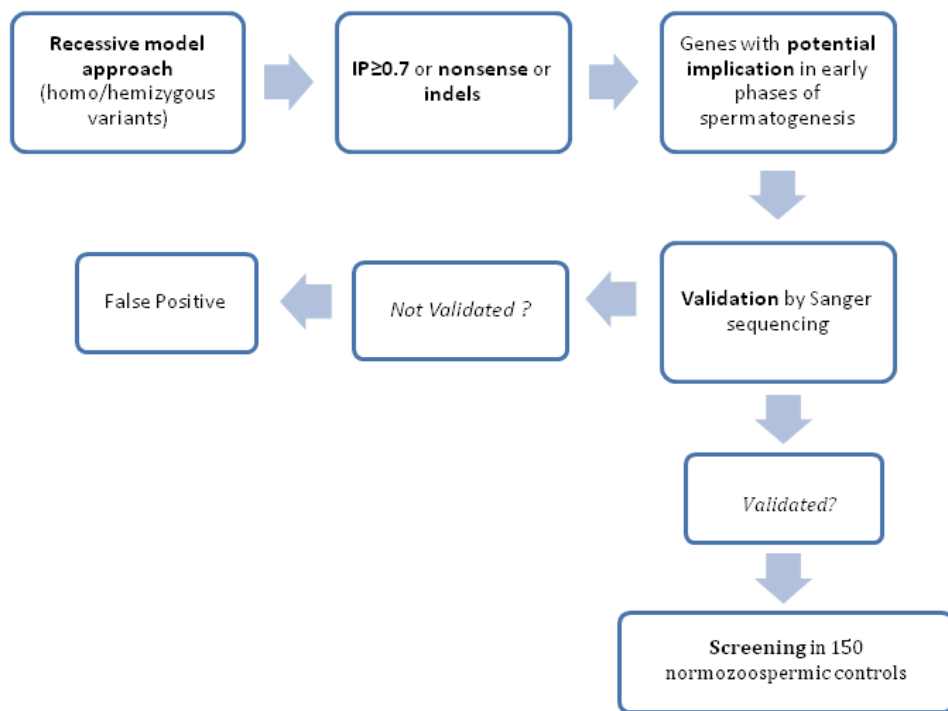 Recessive model
approach
(homo/hemizygous
variants)
IP≥0.7 or nonsense or
indels
Genes with potential
implication in early
phases of
spermatogenesis
False Positive
Not Validated ?
Validation by Sanger
sequencing
Validated?
Screening in 150
normozoospermic controls